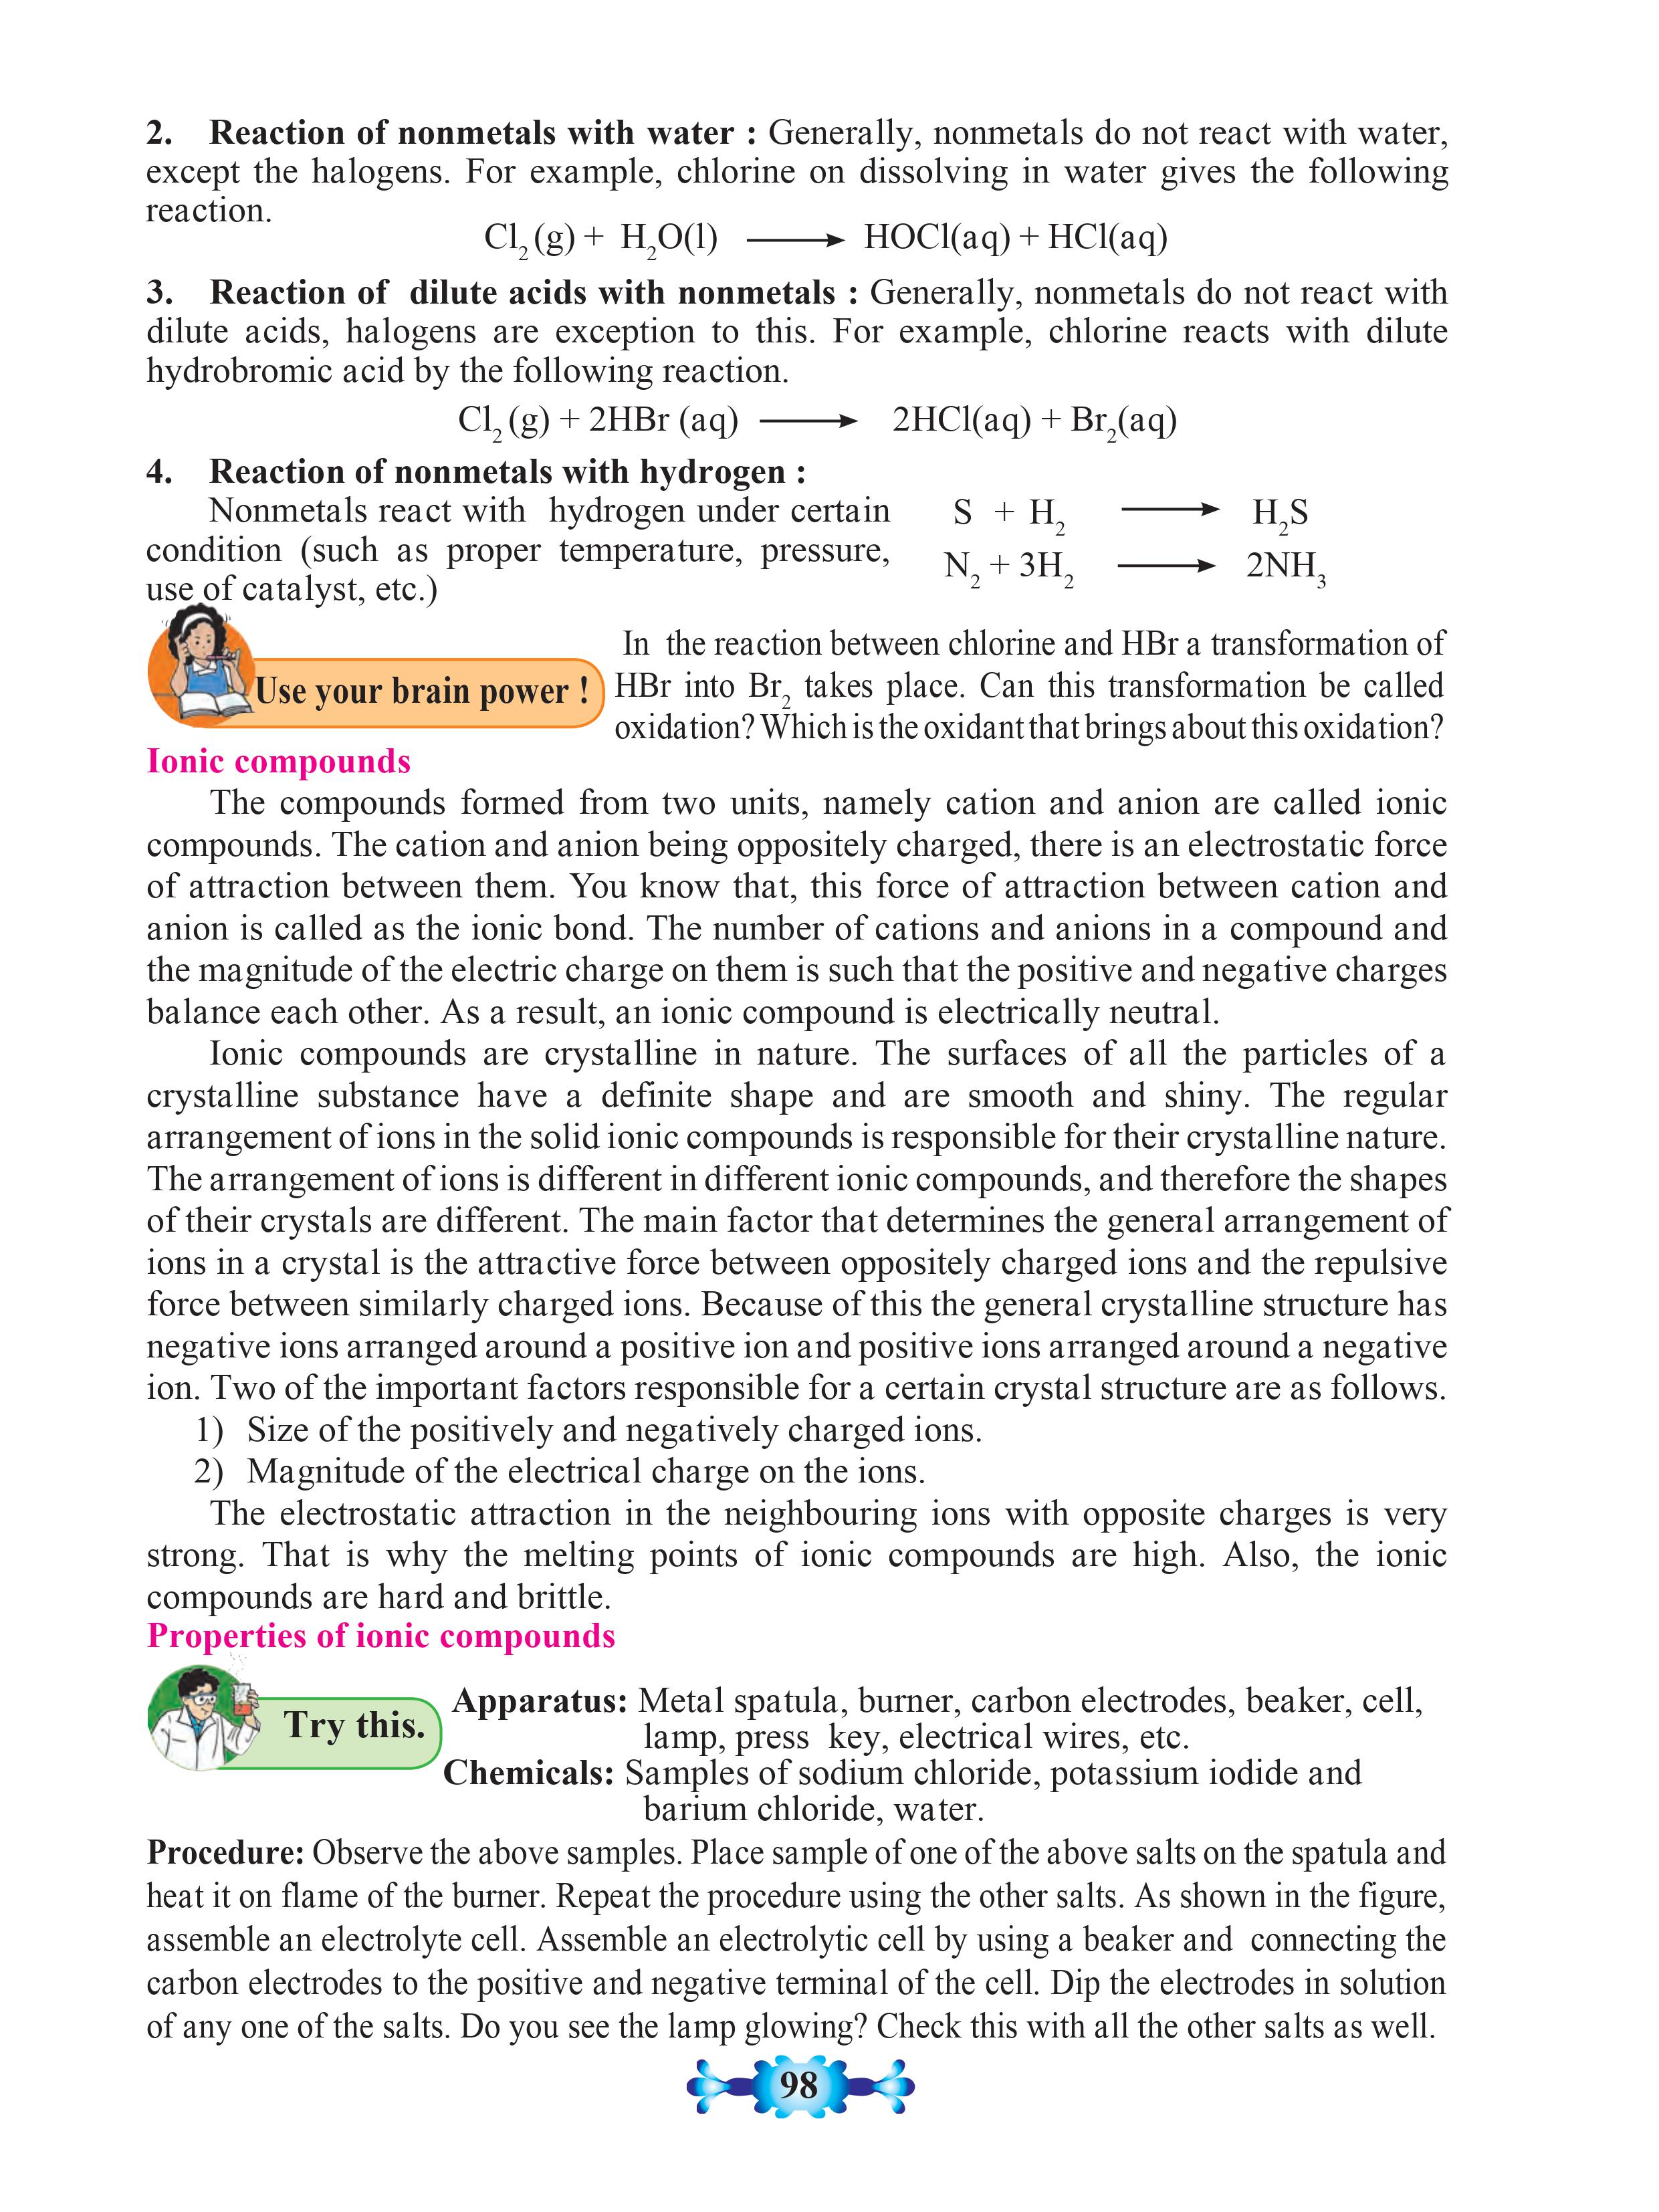 2. Reaction of nonmetals with water : Generally, nonmetals do not react with water,
except the halogens. For example, chlorine on dissolving in water gives the following
reaction.
Cl₂ (g) + H₂O(l) ⟶ HOCl(aq) + HCl(aq)
3. Reaction of dilute acids with nonmetals : Generally, nonmetals do not react with
dilute acids, halogens are exception to this. For example, chlorine reacts with dilute
hydrobromic acid by the following reaction.
Cl₂ (g) + 2HBr (aq) ⟶ 2HCl(aq) + Br₂(aq)
4. Reaction of nonmetals with hydrogen :
Nonmetals react with hydrogen under certain
condition (such as proper temperature, pressure,
use of catalyst, etc.)
S + H₂ ⟶ H₂S
N₂ + 3H₂ ⟶ 2NH₃
Use your brain power !
In the reaction between chlorine and HBr a transformation of
HBr into Br₂ takes place. Can this transformation be called
oxidation? Which is the oxidant that brings about this oxidation?
Ionic compounds
The compounds formed from two units, namely cation and anion are called ionic
compounds. The cation and anion being oppositely charged, there is an electrostatic force
of attraction between them. You know that, this force of attraction between cation and
anion is called as the ionic bond. The number of cations and anions in a compound and
the magnitude of the electric charge on them is such that the positive and negative charges
balance each other. As a result, an ionic compound is electrically neutral.
Ionic compounds are crystalline in nature. The surfaces of all the particles of a
crystalline substance have a definite shape and are smooth and shiny. The regular
arrangement of ions in the solid ionic compounds is responsible for their crystalline nature.
The arrangement of ions is different in different ionic compounds, and therefore the shapes
of their crystals are different. The main factor that determines the general arrangement of
ions in a crystal is the attractive force between oppositely charged ions and the repulsive
force between similarly charged ions. Because of this the general crystalline structure has
negative ions arranged around a positive ion and positive ions arranged around a negative
ion. Two of the important factors responsible for a certain crystal structure are as follows.
1) Size of the positively and negatively charged ions.
2) Magnitude of the electrical charge on the ions.
The electrostatic attraction in the neighbouring ions with opposite charges is very
strong. That is why the melting points of ionic compounds are high. Also, the ionic
compounds are hard and brittle.
Properties of ionic compounds
Try this.
Apparatus: Metal spatula, burner, carbon electrodes, beaker, cell,
lamp, press key, electrical wires, etc.
Chemicals: Samples of sodium chloride, potassium iodide and
barium chloride, water.
Procedure: Observe the above samples. Place sample of one of the above salts on the spatula and
heat it on flame of the burner. Repeat the procedure using the other salts. As shown in the figure,
assemble an electrolyte cell. Assemble an electrolytic cell by using a beaker and connecting the
carbon electrodes to the positive and negative terminal of the cell. Dip the electrodes in solution
of any one of the salts. Do you see the lamp glowing? Check this with all the other salts as well.
98